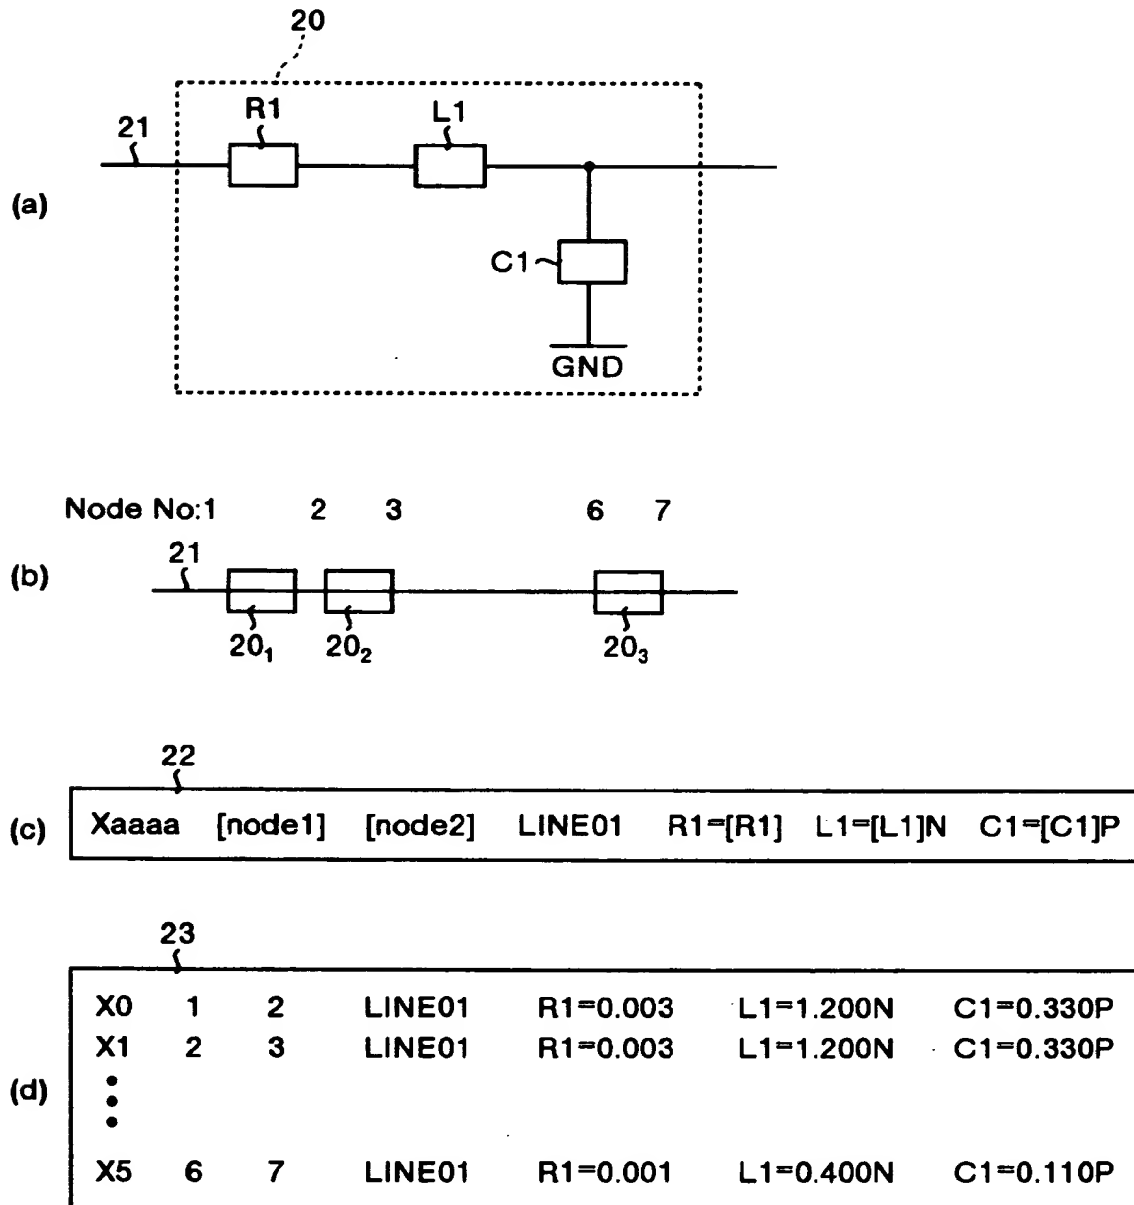 20
R1 L1
21
(a)
C1
GND
Node No:1 2 3 6 7
21
(b)
20₁ 20₂ 20₃
22
(c) Xaaaa [node1] [node2] LINE01 R1=[R1] L1=[L1]N C1=[C1]P
23
X0 1 2 LINE01 R1=0.003 L1=1.200N C1=0.330P
X1 2 3 LINE01 R1=0.003 L1=1.200N C1=0.330P
(d)
X5 6 7 LINE01 R1=0.001 L1=0.400N C1=0.110P